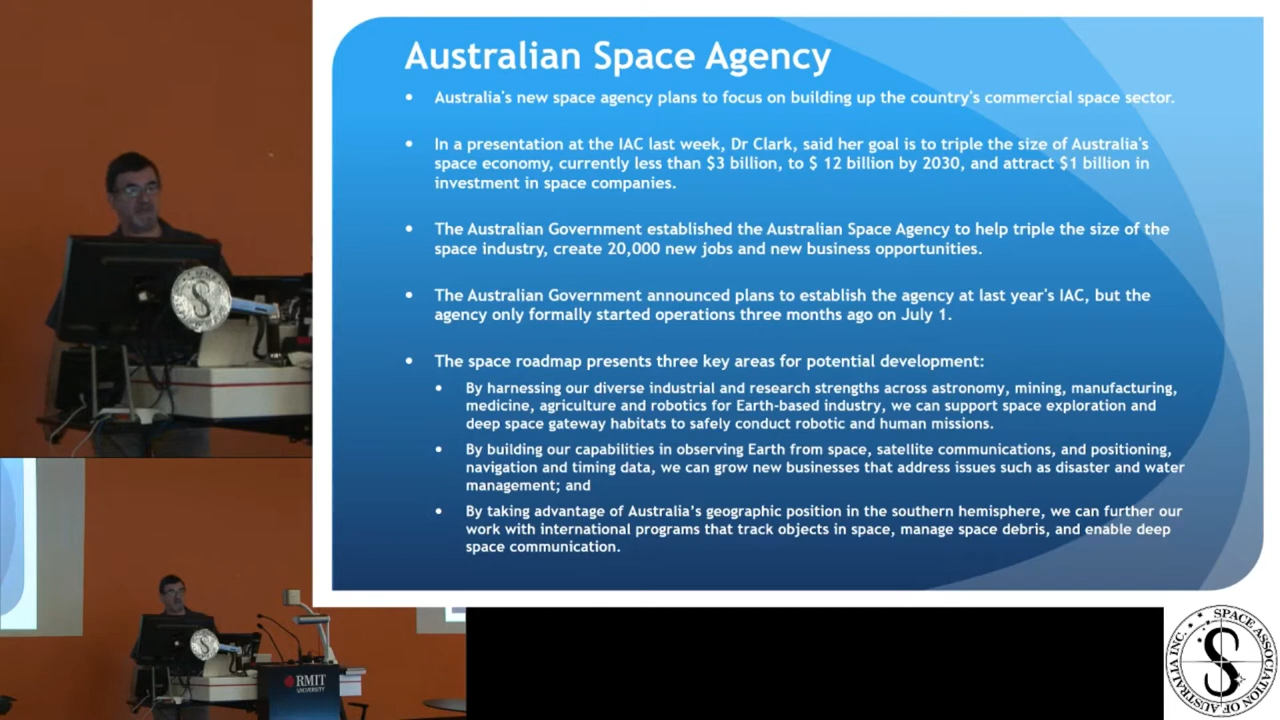 Australian Space Agency
• Australia's new space agency plans to focus on building up the country's commercial space sector.
• In a presentation at the IAC last week, Dr Clark, said her goal is to triple the size of Australia's
space economy, currently less than $3 billion, to $ 12 billion by 2030, and attract $1 billion in
investment in space companies.
• The Australian Government established the Australian Space Agency to help triple the size of the
space industry, create 20,000 new jobs and new business opportunities.
• The Australian Government announced plans to establish the agency at last year's IAC, but the
agency only formally started operations three months ago on July 1.
• The space roadmap presents three key areas for potential development:
• By harnessing our diverse industrial and research strengths across astronomy, mining, manufacturing,
medicine, agriculture and robotics for Earth-based industry, we can support space exploration and
deep space gateway habitats to safely conduct robotic and human missions.
• By building our capabilities in observing Earth from space, satellite communications, and positioning,
navigation and timing data, we can grow new businesses that address issues such as disaster and water
management; and
• By taking advantage of Australia’s geographic position in the southern hemisphere, we can further our
work with international programs that track objects in space, manage space debris, and enable deep
space communication.
RMIT
UNIVERSITY
SPACE ASSOCIATION OF AUSTRALIA INC.
S